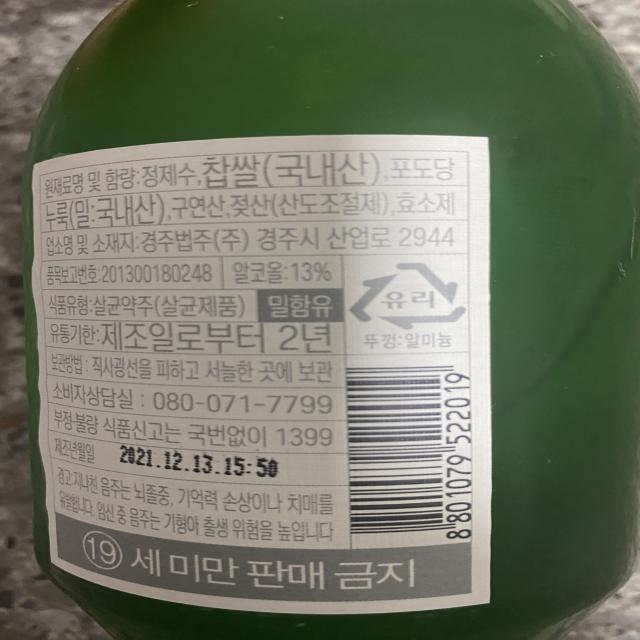 원재료명 및 함량:정제수,찹쌀(국내산),포도당
누룩(밀:국내산),구연산,젖산(산도조절제),효소제
업소명 및 소재지:경주법주(주) 경주시 산업로 2944
품목보고번호:201300180248 알코올:13%
식품유형:살균약주(살균제품) 밀함유
유리
유통기한:제조일로부터 2년
뚜껑:알미늄
보관방법 : 직사광선을 피하고 서늘한 곳에 보관
소비자상담실 : 080-071-7799
부정·불량 식품신고는 국번없이 1399
제조년월일 2021.12.13.15:50
경고:지나친 음주는 뇌졸중, 기억력 손상이나 치매를
위발합니다. 임신 중 음주는 기형아 출생 위험을 높입니다
8 801079 522019
19 세 미만 판매 금지